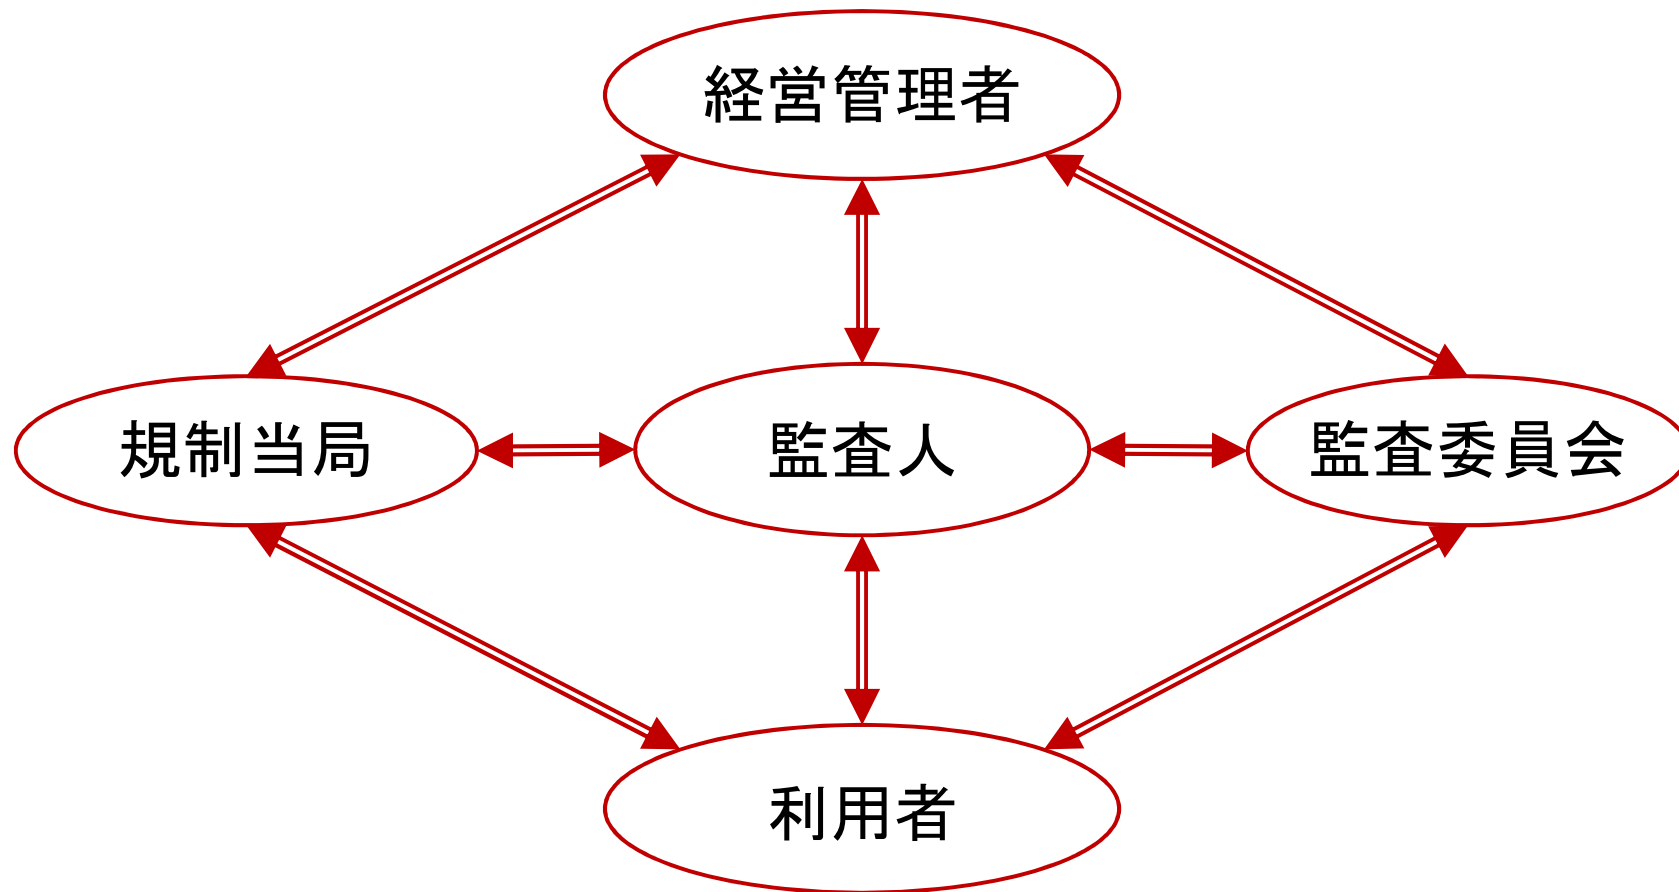 経営管理者
規制当局
監査人
監査委員会
利用者